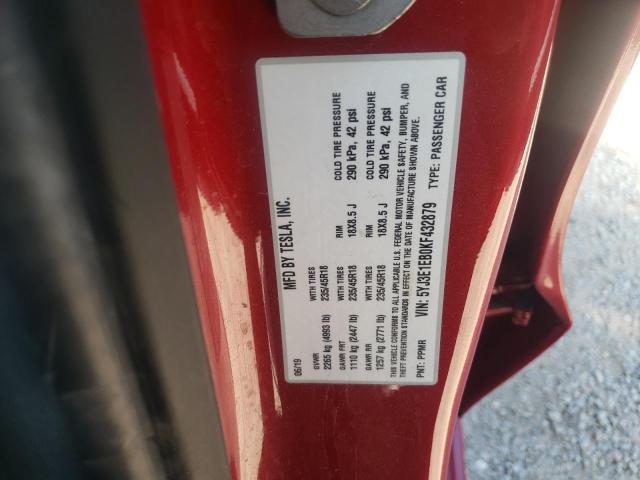 MFD BY TESLA, INC.
06/19
GVWR WITH TIRES RIM COLD TIRE PRESSURE
2265 kg (4993 lb) 235/45R18 18X8.5 J 290 kPa, 42 psi
GAWR FRT WITH TIRES RIM COLD TIRE PRESSURE
1110 kg (2447 lb) 235/45R18 18X8.5 J 290 kPa, 42 psi
GAWR RR WITH TIRES
1257 kg (2771 lb) 235/45R18
THIS VEHICLE CONFORMS TO ALL APPLICABLE U.S. FEDERAL MOTOR VEHICLE SAFETY, BUMPER, AND
THEFT PREVENTION STANDARDS IN EFFECT ON THE DATE OF MANUFACTURE SHOWN ABOVE.
VIN: 5YJ3E1EB0KF432879 TYPE: PASSENGER CAR
PNT: PPMR